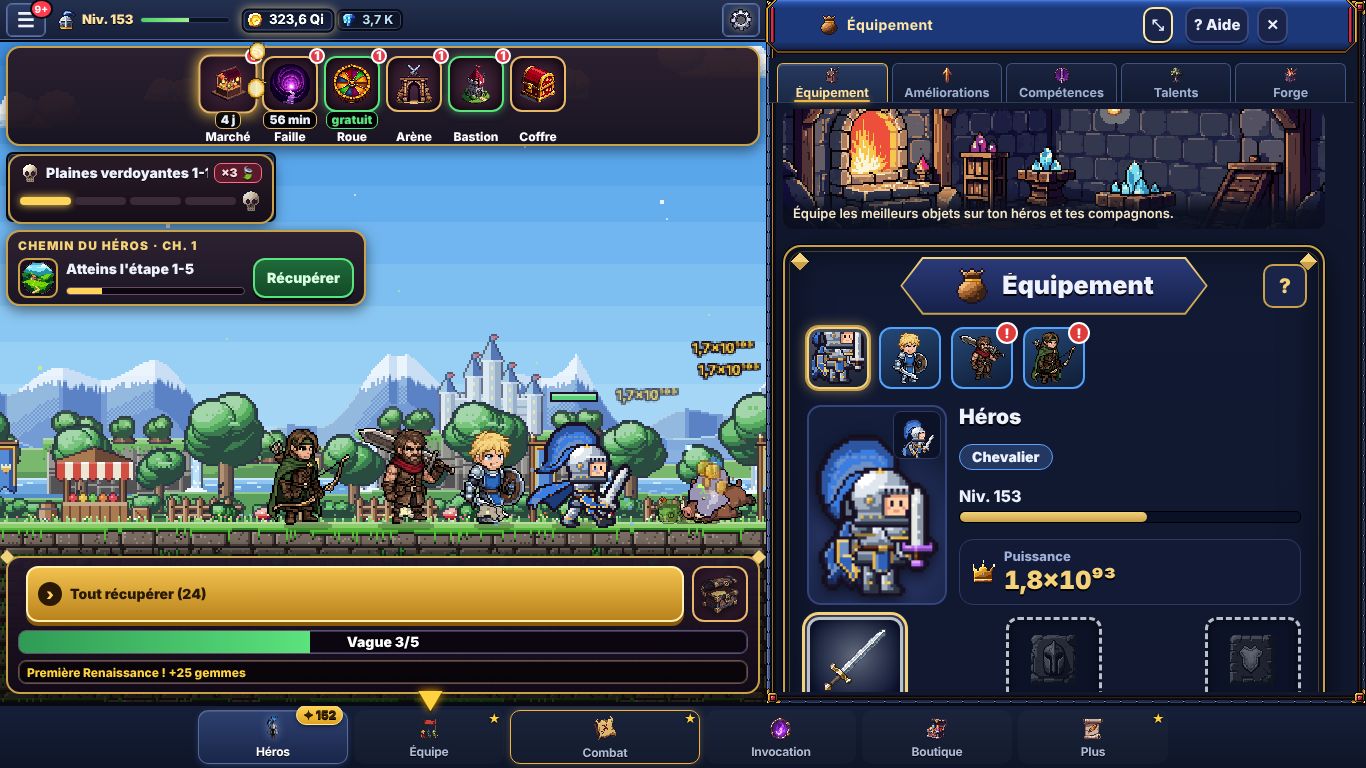 9+
Niv. 153
323,6 Qi
3,7 K
1
1
1
1
4 j
56 min
gratuit
Marché
Faille
Roue
Arène
Bastion
Coffre
Plaines verdoyantes
×3
CHEMIN DU HÉROS · CH. 1
Atteins l'étape 1-5
Récupérer
Tout récupérer (24)
Vague 3/5
Première Renaissance ! +25 gemmes
Équipement
? Aide
×
Équipement
Améliorations
Compétences
Talents
Forge
Équipe les meilleurs objets sur ton héros et tes compagnons.
Équipement
?
!
!
Héros
Chevalier
Niv. 153
Puissance
1,8×10⁹³
152
Héros
Équipe
Combat
Invocation
Boutique
Plus